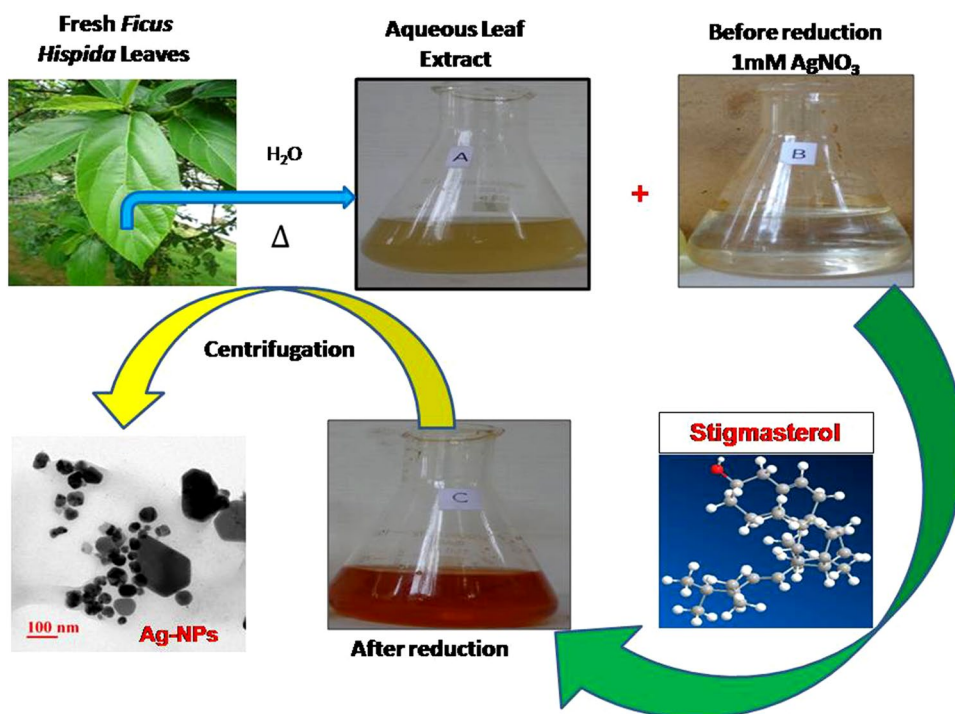 Fresh Ficus
Hispida Leaves
Aqueous Leaf
Extract
Before reduction
1mM AgNO₃
H₂O
Δ
A
+
B
Centrifugation
Stigmasterol
C
100 nm
Ag-NPs
After reduction